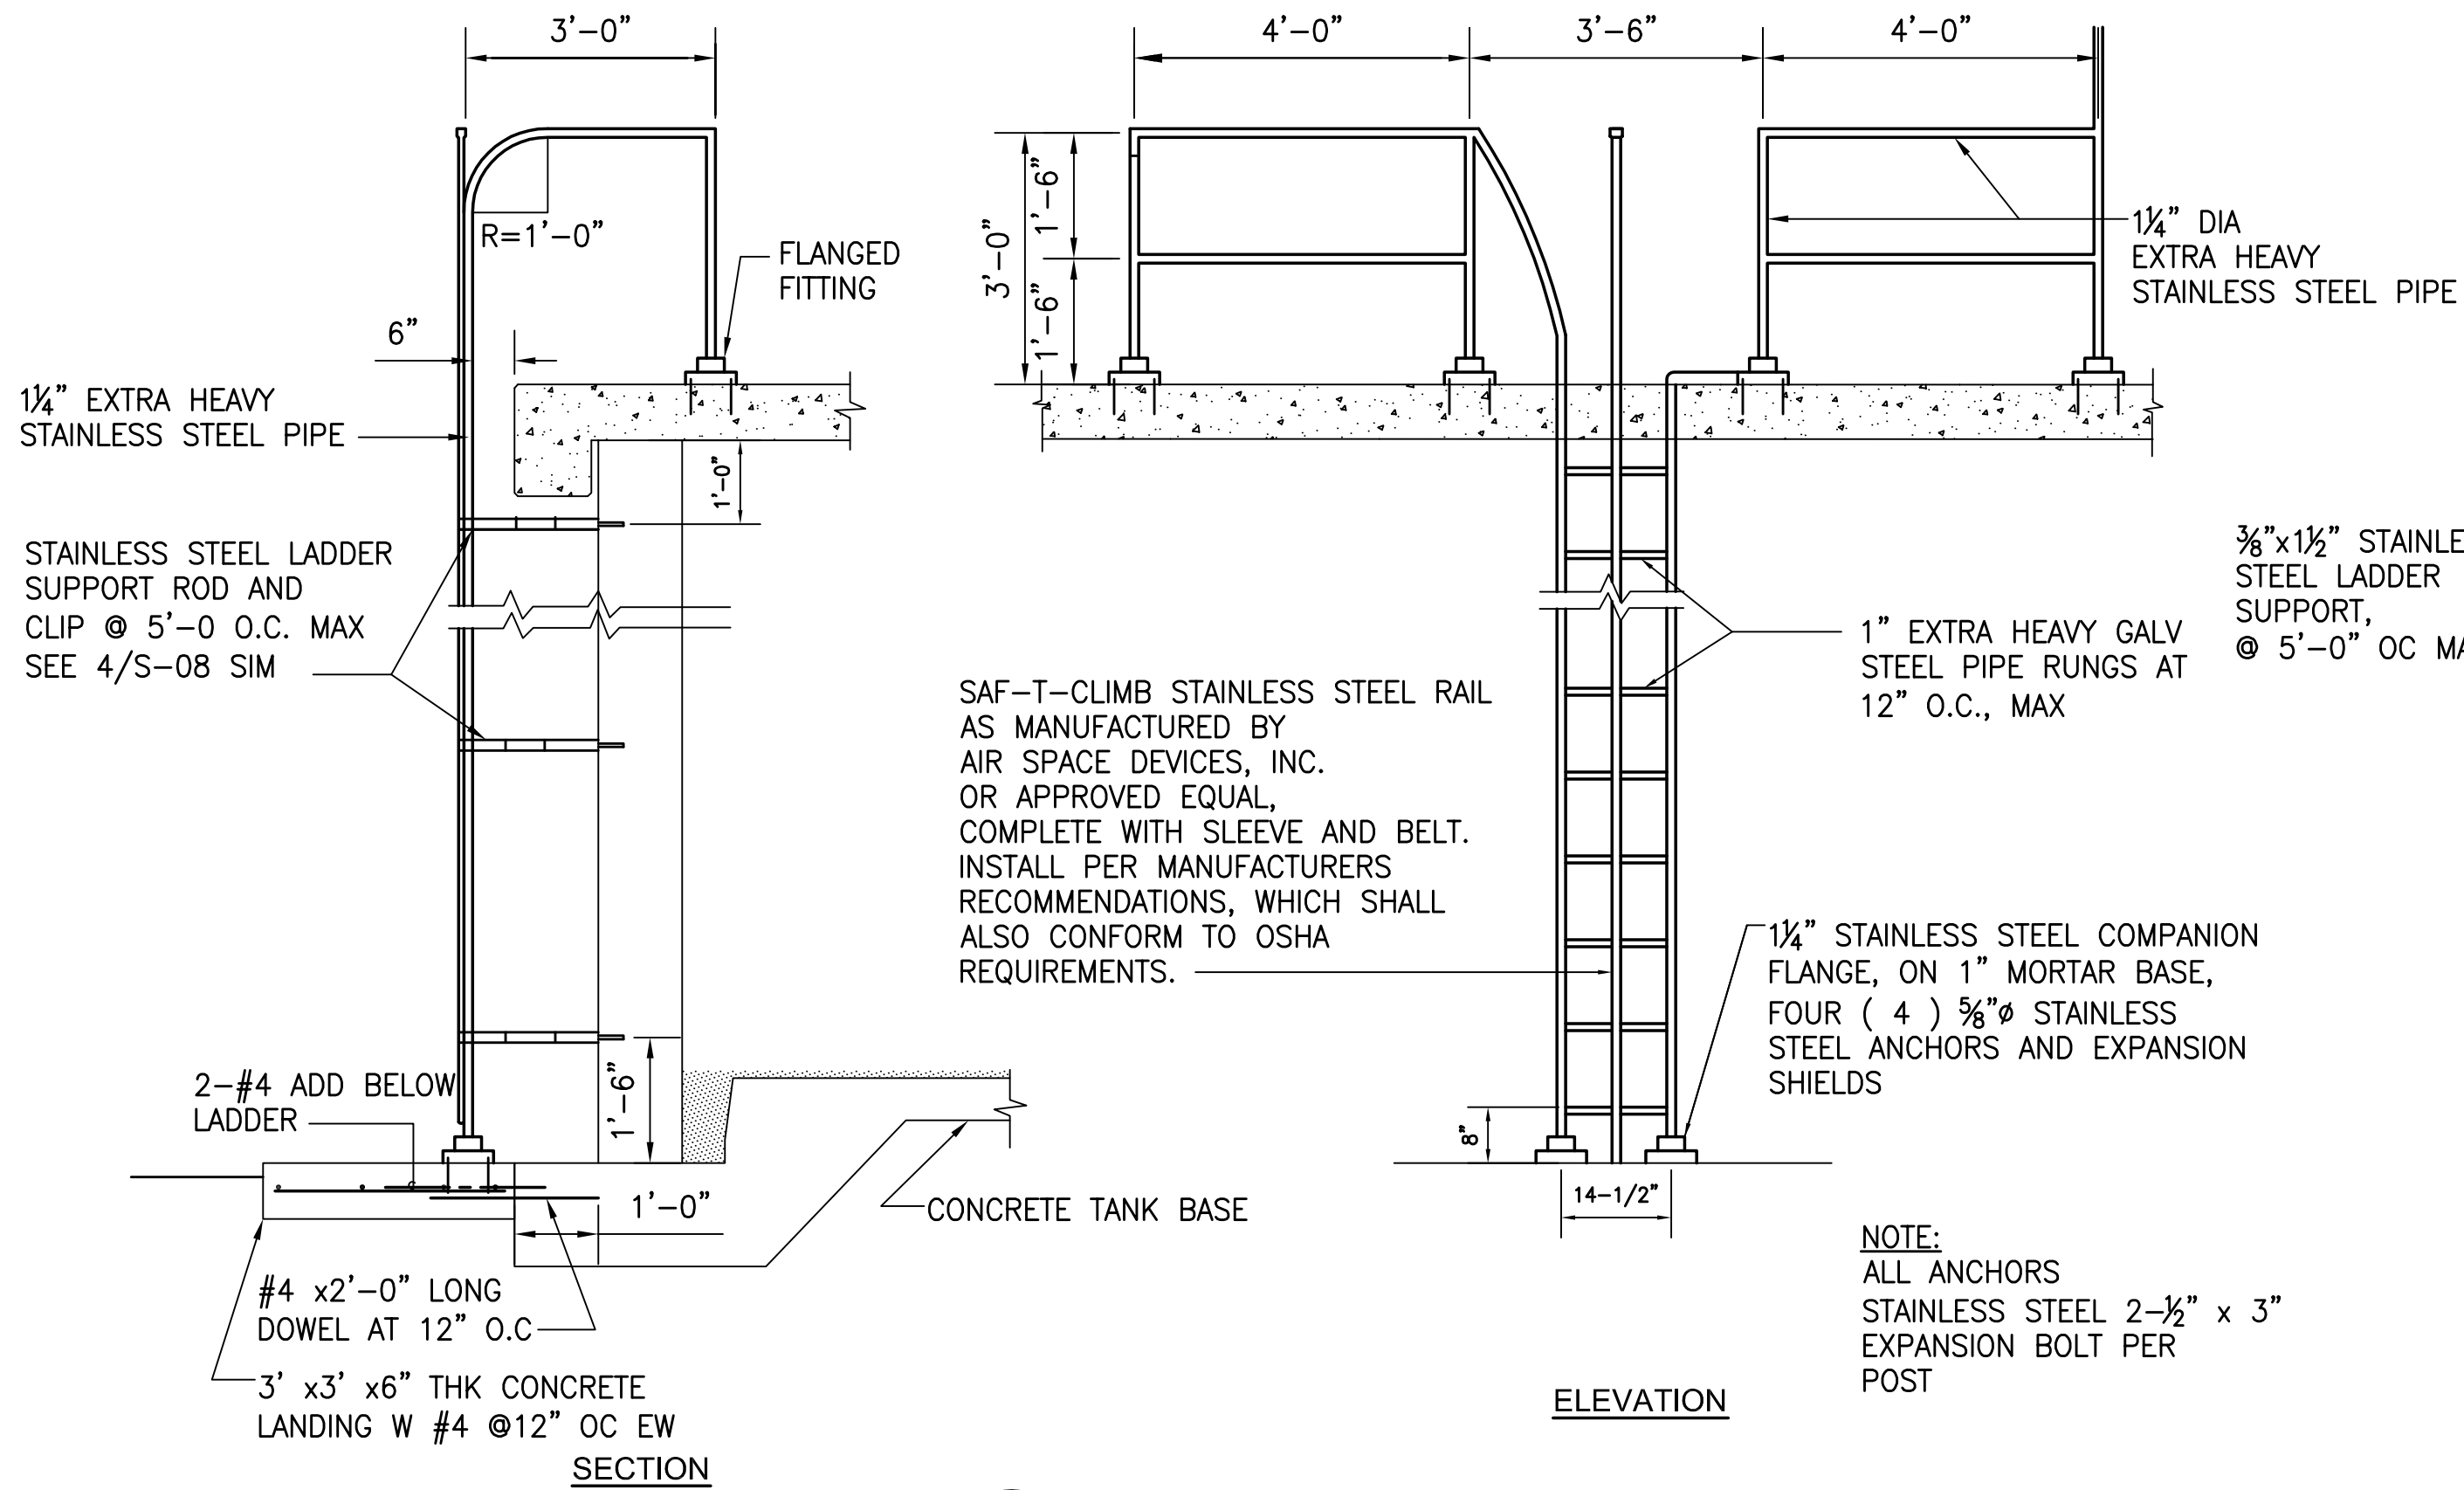 3'-0"
4'-0"
3'-6"
4'-0"
R=1'-0"
FLANGED
FITTING
6"
1¼" EXTRA HEAVY
STAINLESS STEEL PIPE
1'-0"
STAINLESS STEEL LADDER
SUPPORT ROD AND
CLIP @ 5'-0 O.C. MAX
SEE 4/S-08 SIM
2-#4 ADD BELOW
LADDER
1'-6"
1'-0"
CONCRETE TANK BASE
#4 x2'-0" LONG
DOWEL AT 12" O.C
3' x3' x6" THK CONCRETE
LANDING W #4 @12" OC EW
SECTION
3'-0"
1'-6"
1'-6"
1¼" DIA
EXTRA HEAVY
STAINLESS STEEL PIPE
⅜"x1½" STAINLE
STEEL LADDER
SUPPORT,
@ 5'-0" OC MA
1" EXTRA HEAVY GALV
STEEL PIPE RUNGS AT
12" O.C., MAX
SAF-T-CLIMB STAINLESS STEEL RAIL
AS MANUFACTURED BY
AIR SPACE DEVICES, INC.
OR APPROVED EQUAL,
COMPLETE WITH SLEEVE AND BELT.
INSTALL PER MANUFACTURERS
RECOMMENDATIONS, WHICH SHALL
ALSO CONFORM TO OSHA
REQUIREMENTS.
1¼" STAINLESS STEEL COMPANION
FLANGE, ON 1" MORTAR BASE,
FOUR ( 4 ) ⅝"ø STAINLESS
STEEL ANCHORS AND EXPANSION
SHIELDS
8"
14-1/2"
NOTE:
ALL ANCHORS
STAINLESS STEEL 2-½" x 3"
EXPANSION BOLT PER
POST
ELEVATION